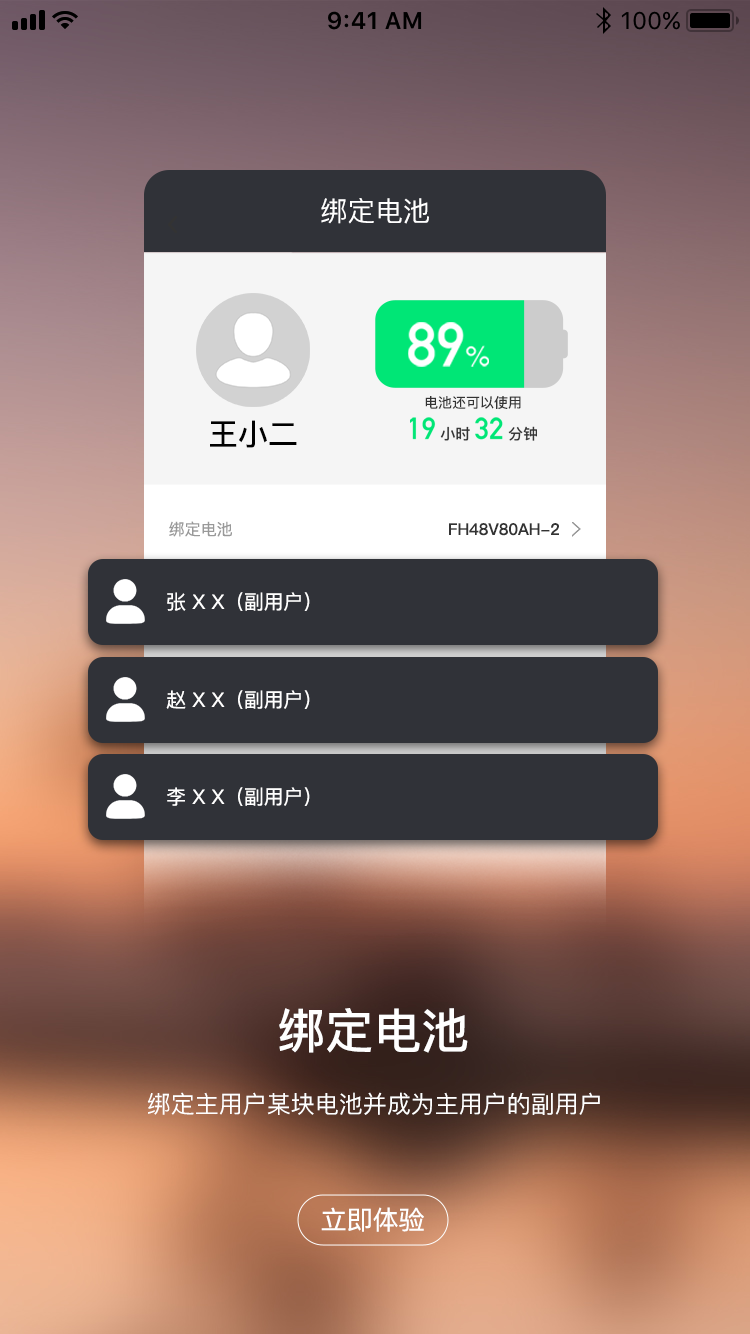 9:41 AM 100%
绑定电池
89%
电池还可以使用
王小二
19 小时 32 分钟
绑定电池 FH48V80AH-2
张 X X（副用户）
赵 X X（副用户）
李 X X（副用户）
绑定电池
绑定主用户某块电池并成为主用户的副用户
立即体验